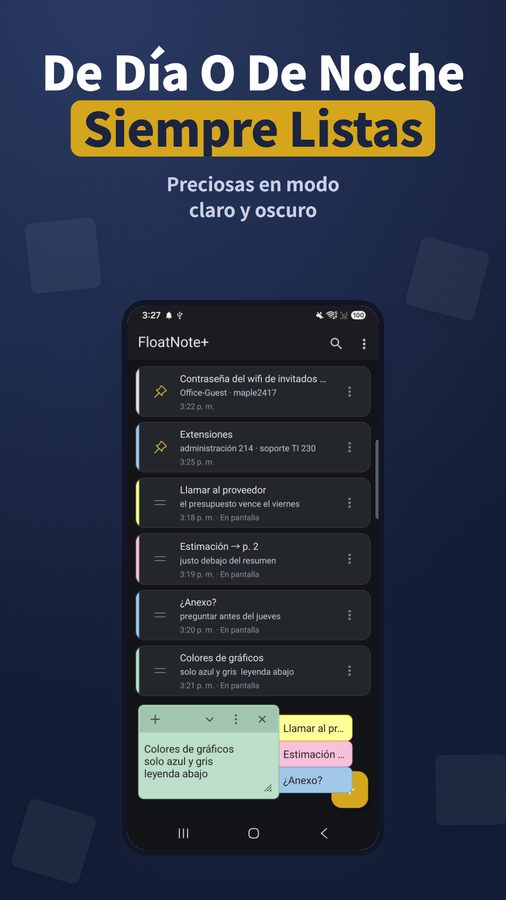 De Día O De Noche
Siempre Listas
Preciosas en modo
claro y oscuro
3:27
100
FloatNote+
Contraseña del wifi de invitados ...
Office-Guest · maple2417
3:22 p. m.
Extensiones
administración 214 · soporte TI 230
3:25 p. m.
Llamar al proveedor
el presupuesto vence el viernes
3:18 p. m. · En pantalla
Estimación → p. 2
justo debajo del resumen
3:19 p. m. · En pantalla
¿Anexo?
preguntar antes del jueves
3:20 p. m. · En pantalla
Colores de gráficos
solo azul y gris leyenda abajo
3:21 p. m. · En pantalla
Colores de gráficos
solo azul y gris
leyenda abajo
Llamar al pr...
Estimación ...
¿Anexo?